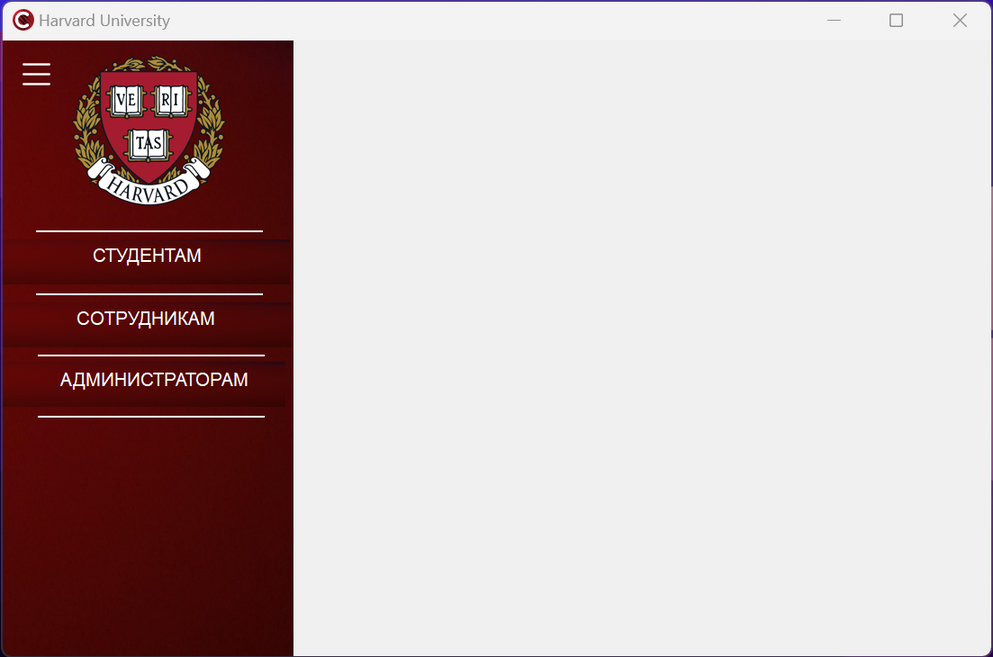 Harvard University
VE RI
TAS
HARVARD
СТУДЕНТАМ
СОТРУДНИКАМ
АДМИНИСТРАТОРАМ